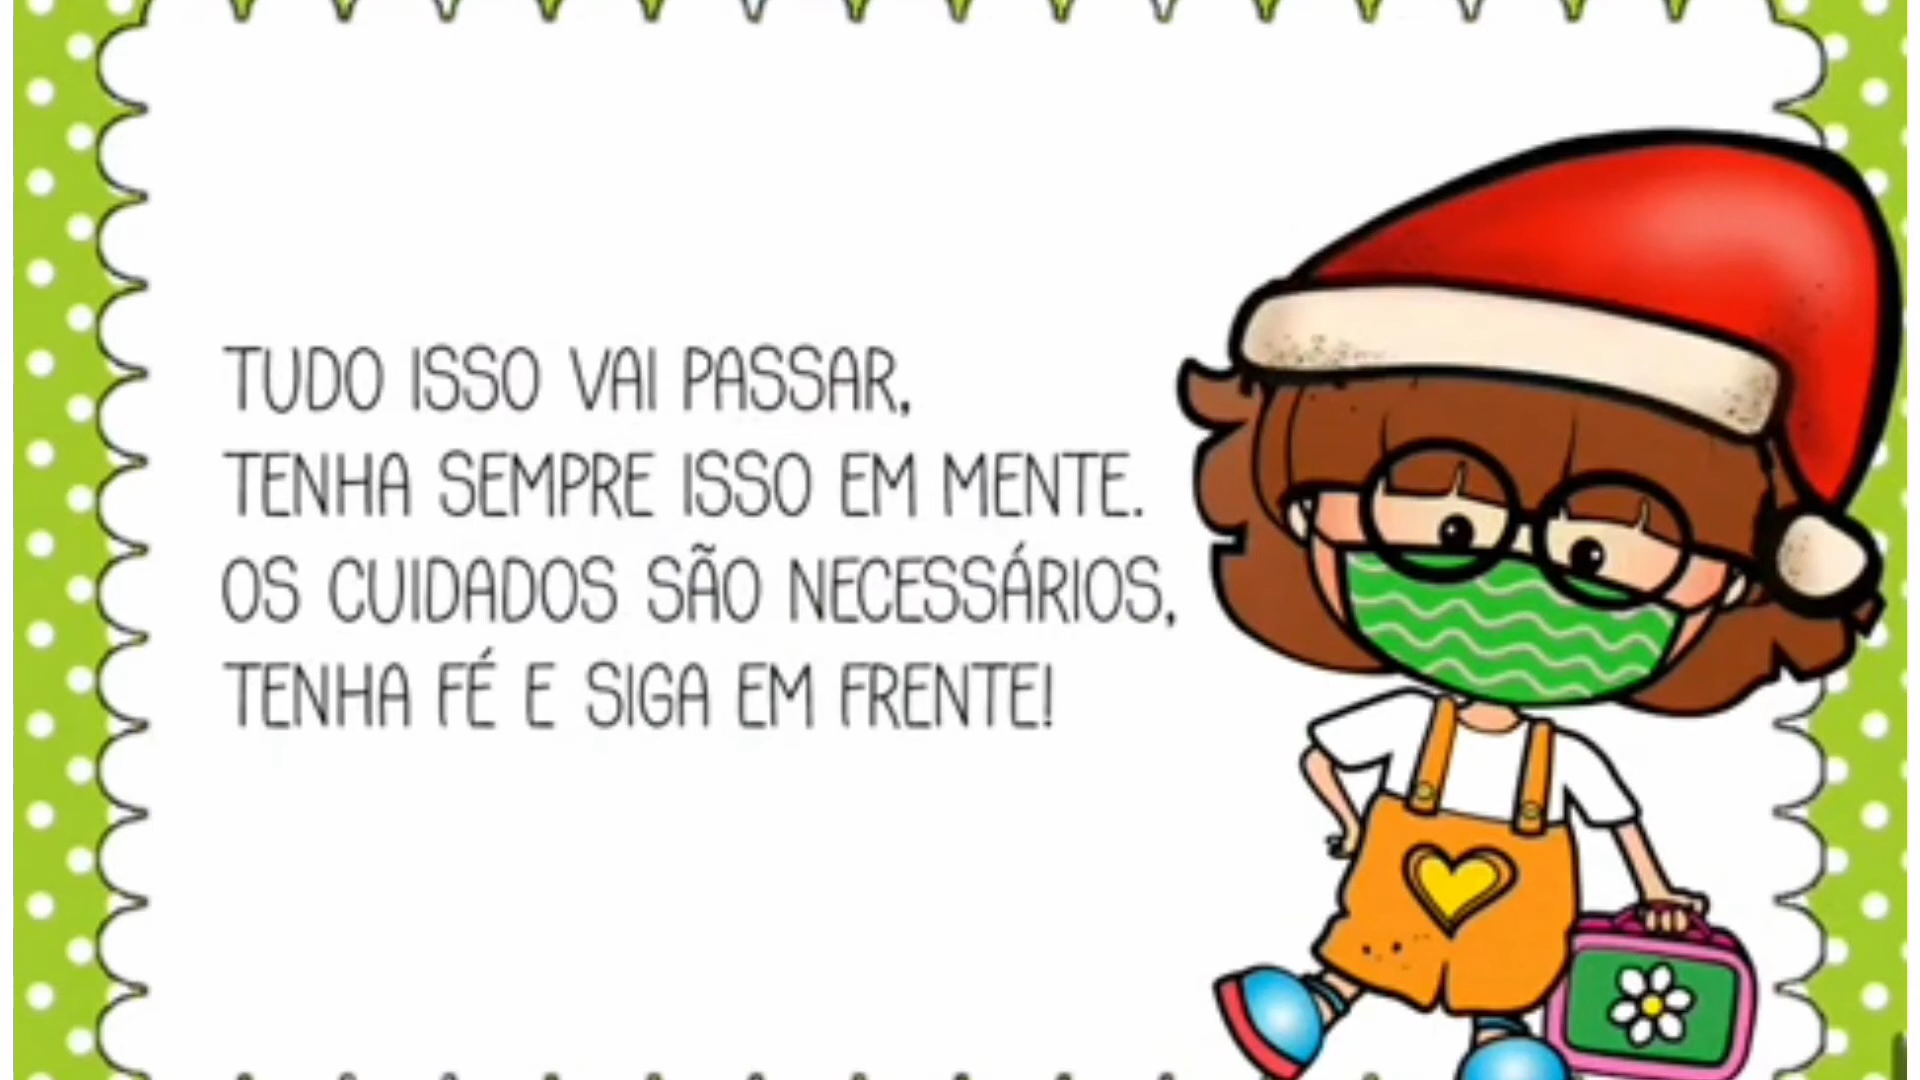 TUDO ISSO VAI PASSAR,
TENHA SEMPRE ISSO EM MENTE.
OS CUIDADOS SÃO NECESSÁRIOS,
TENHA FÉ E SIGA EM FRENTE!